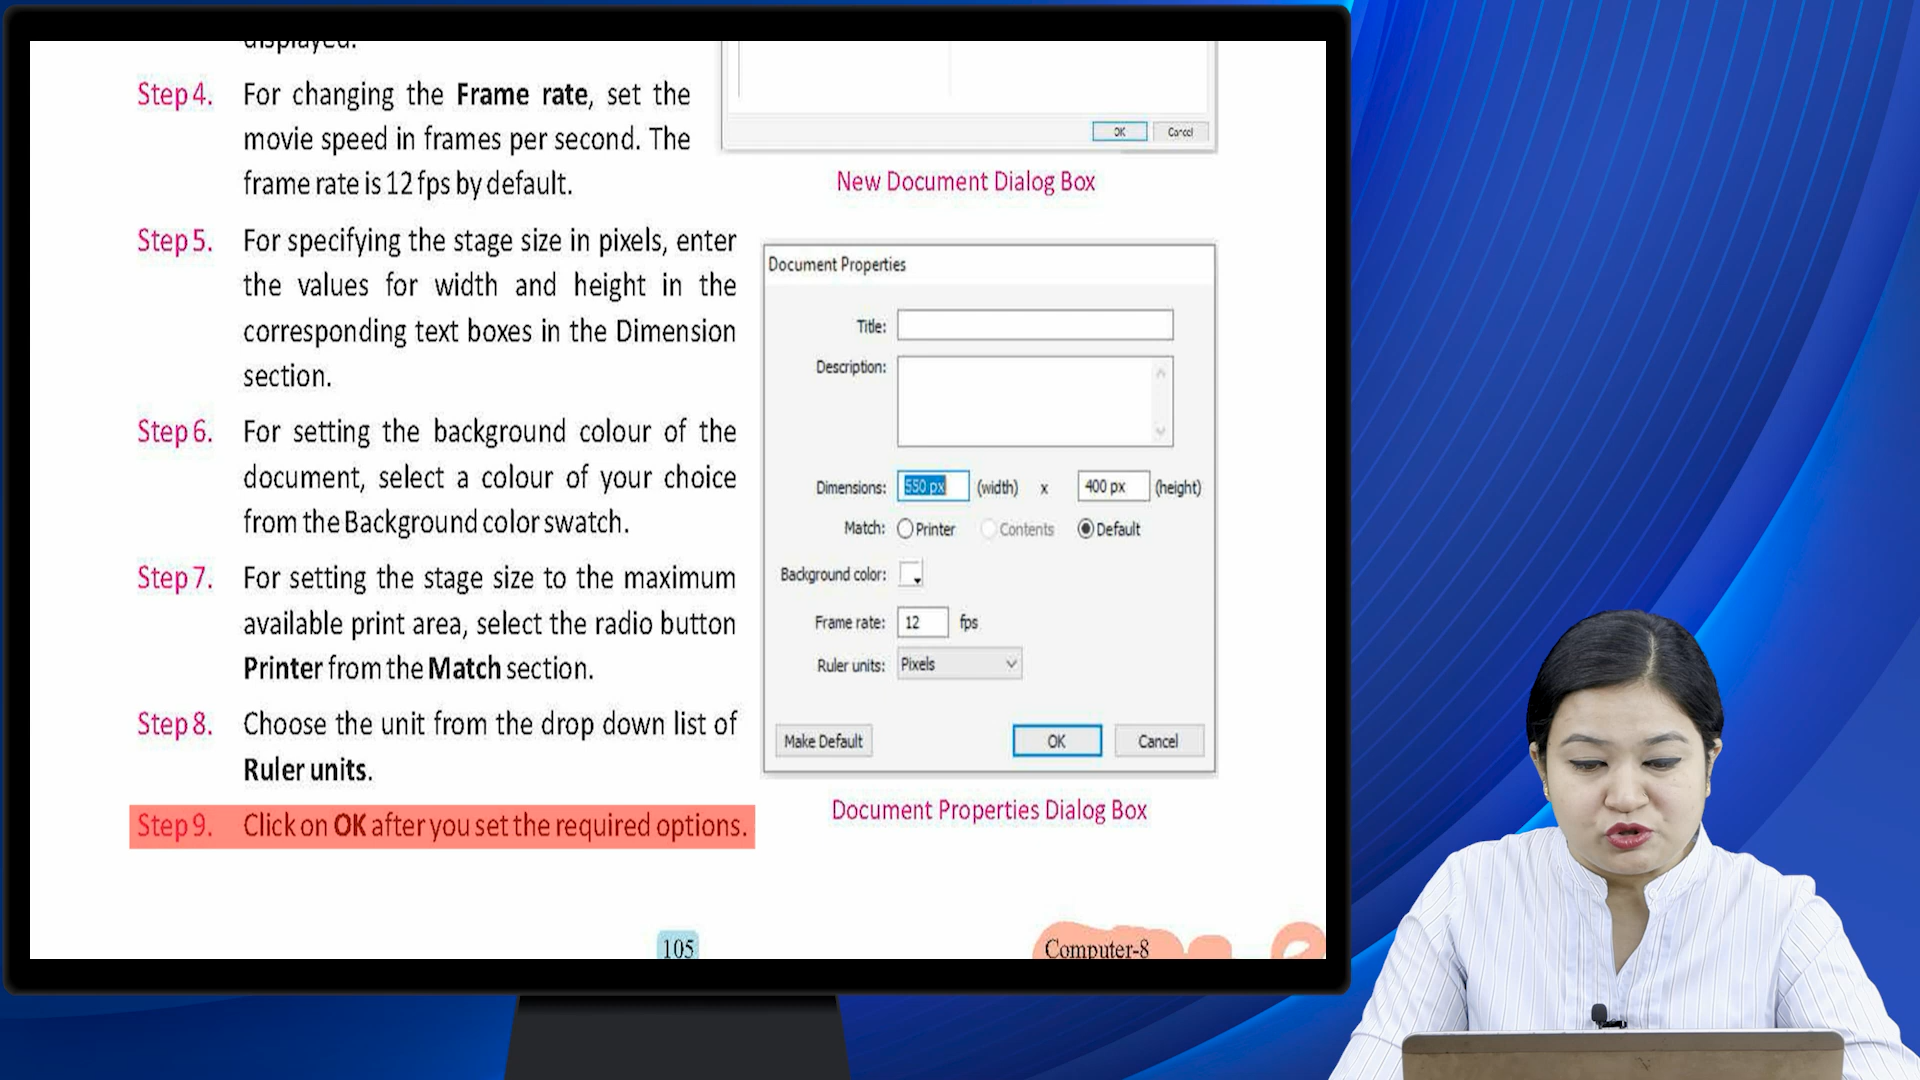 displayed.
Step 4. For changing the Frame rate, set the
movie speed in frames per second. The
frame rate is 12 fps by default.
Step 5. For specifying the stage size in pixels, enter
the values for width and height in the
corresponding text boxes in the Dimension
section.
Step 6. For setting the background colour of the
document, select a colour of your choice
from the Background color swatch.
Step 7. For setting the stage size to the maximum
available print area, select the radio button
Printer from the Match section.
Step 8. Choose the unit from the drop down list of
Ruler units.
Step 9. Click on OK after you set the required options.
OK Cancel
New Document Dialog Box
Document Properties
Title:
Description:
Dimensions: 550 px (width) x 400 px (height)
Match: Printer Contents Default
Background color:
Frame rate: 12 fps
Ruler units: Pixels
Make Default OK Cancel
Document Properties Dialog Box
105
Computer-8